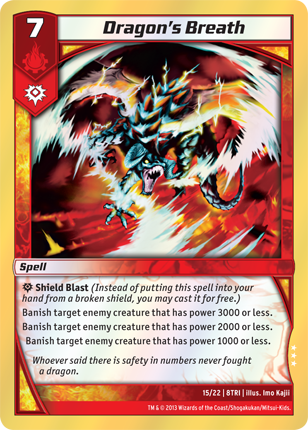 7
Dragon's Breath
Spell
Shield Blast (Instead of putting this spell into your
hand from a broken shield, you may cast it for free.)
Banish target enemy creature that has power 3000 or less.
Banish target enemy creature that has power 2000 or less.
Banish target enemy creature that has power 1000 or less.
Whoever said there is safety in numbers never fought
a dragon.
15/22 | 8TRI | illus. Imo Kajii
TM & © 2013 Wizards of the Coast/Shogakukan/Mitsui-Kids.